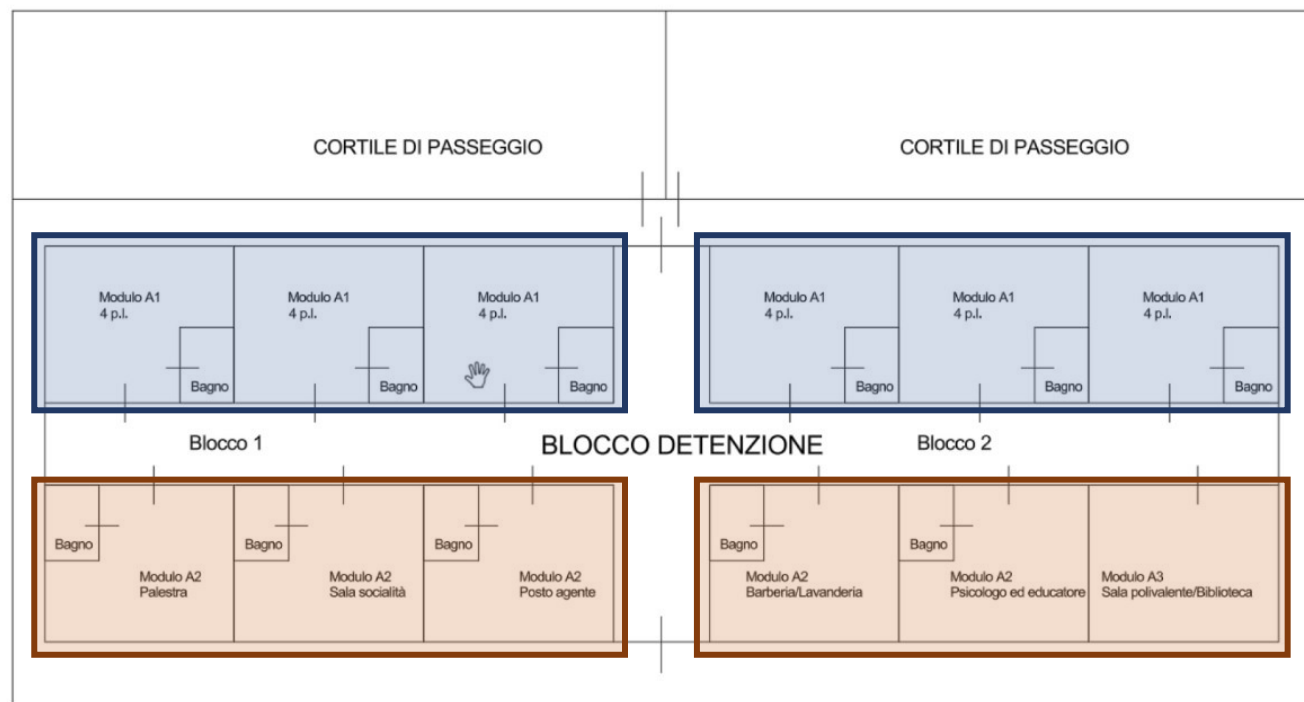 CORTILE DI PASSEGGIO
CORTILE DI PASSEGGIO
Modulo A1
4 p.l.
Bagno
Modulo A1
4 p.l.
Bagno
Modulo A1
4 p.l.
Bagno
Modulo A1
4 p.l.
Bagno
Modulo A1
4 p.l.
Bagno
Modulo A1
4 p.l.
Bagno
Blocco 1
BLOCCO DETENZIONE
Blocco 2
Bagno
Modulo A2
Palestra
Bagno
Modulo A2
Sala socialità
Bagno
Modulo A2
Posto agente
Bagno
Modulo A2
Barberia/Lavanderia
Bagno
Modulo A2
Psicologo ed educatore
Modulo A3
Sala polivalente/Biblioteca